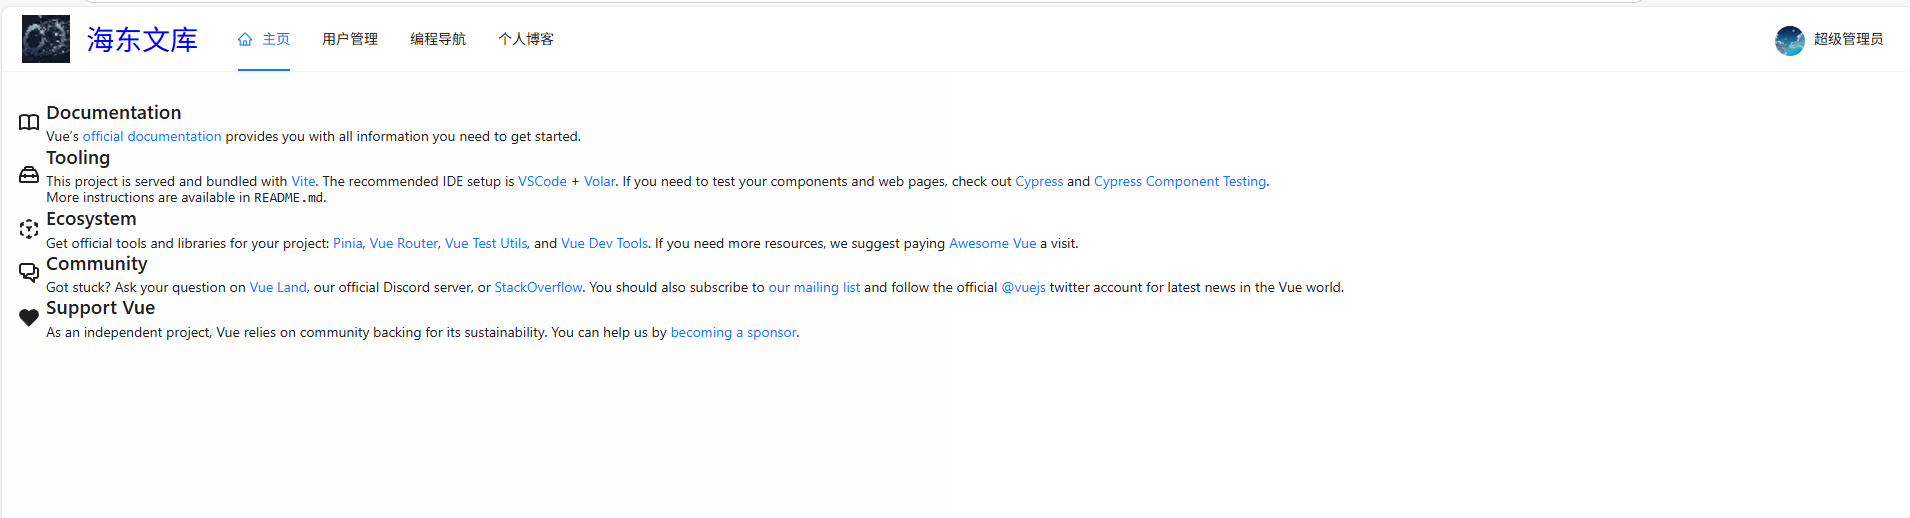 海东文库 主页 用户管理 编程导航 个人博客 超级管理员
Documentation
Vue’s official documentation provides you with all information you need to get started.
Tooling
This project is served and bundled with Vite. The recommended IDE setup is VSCode + Volar. If you need to test your components and web pages, check out Cypress and Cypress Component Testing.
More instructions are available in README.md.
Ecosystem
Get official tools and libraries for your project: Pinia, Vue Router, Vue Test Utils, and Vue Dev Tools. If you need more resources, we suggest paying Awesome Vue a visit.
Community
Got stuck? Ask your question on Vue Land, our official Discord server, or StackOverflow. You should also subscribe to our mailing list and follow the official @vuejs twitter account for latest news in the Vue world.
Support Vue
As an independent project, Vue relies on community backing for its sustainability. You can help us by becoming a sponsor.